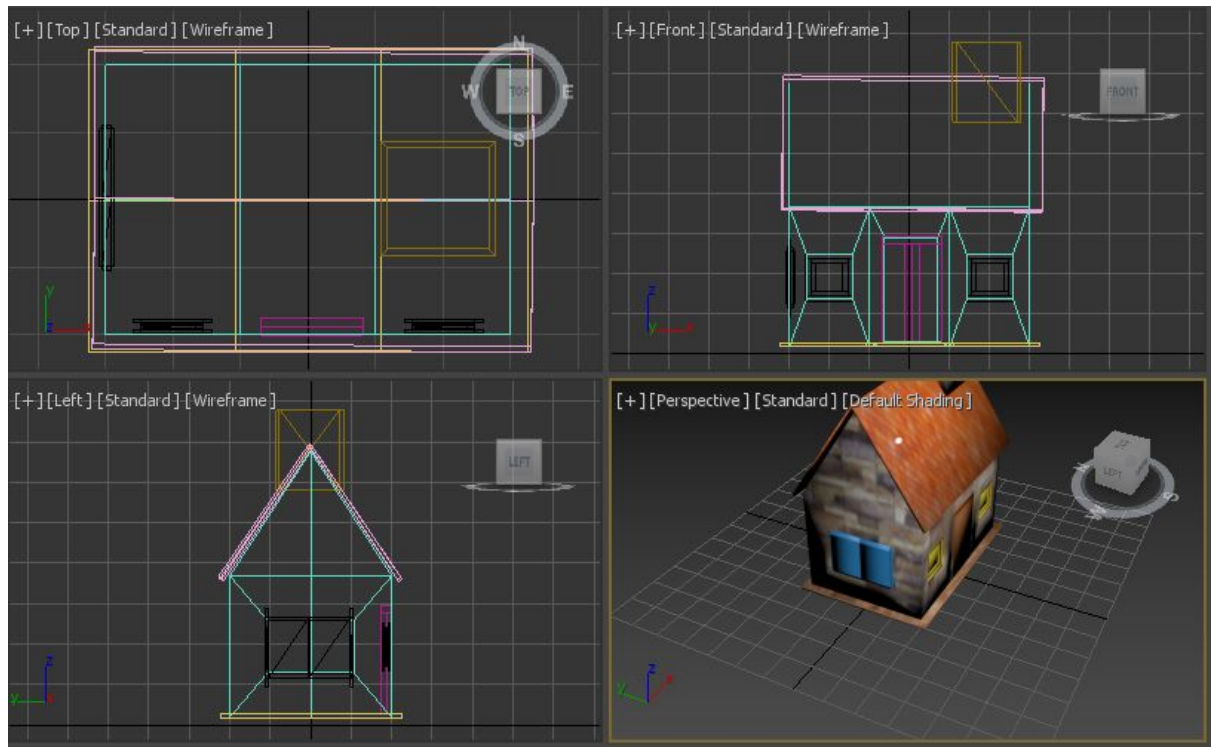 [+] [Top] [Standard] [Wireframe]
N
W
TOP
E
S
y
z
x
[+] [Front] [Standard] [Wireframe]
FRONT
z
y
x
[+] [Left] [Standard] [Wireframe]
LEFT
z
y
x
[+] [Perspective] [Standard] [Default Shading]
LEFT
W
S
z
y
x